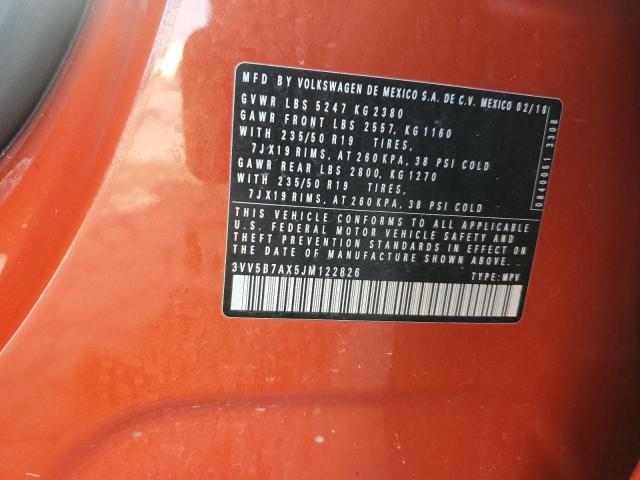 MFD BY VOLKSWAGEN DE MEXICO S.A. DE C.V. MEXICO 02/18
GVWR LBS 5247 KG 2380
GAWR FRONT LBS 2557, KG 1160
WITH 235/50 R19 TIRES,
7JX19 RIMS, AT 260 KPA, 38 PSI COLD
GAWR REAR LBS 2800, KG 1270
WITH 235/50 R19 TIRES,
7JX19 RIMS, AT 260 KPA, 38 PSI COLD
THIS VEHICLE CONFORMS TO ALL APPLICABLE
U.S. FEDERAL MOTOR VEHICLE SAFETY AND
THEFT PREVENTION STANDARDS IN EFFECT ON
THE DATE OF MANUFACTURE SHOWN ABOVE.
3VV5B7AX5JM122826
TYPE: MPV
0840051 3308